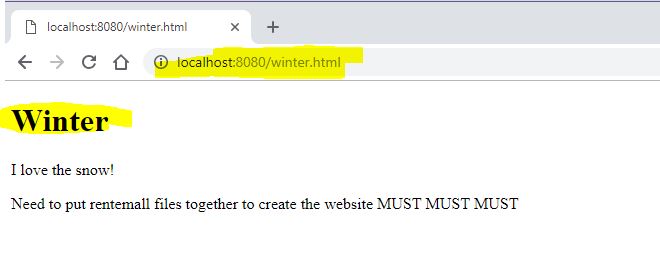 localhost:8080/winter.html
localhost:8080/winter.html
Winter
I love the snow!
Need to put rentemall files together to create the website MUST MUST MUST